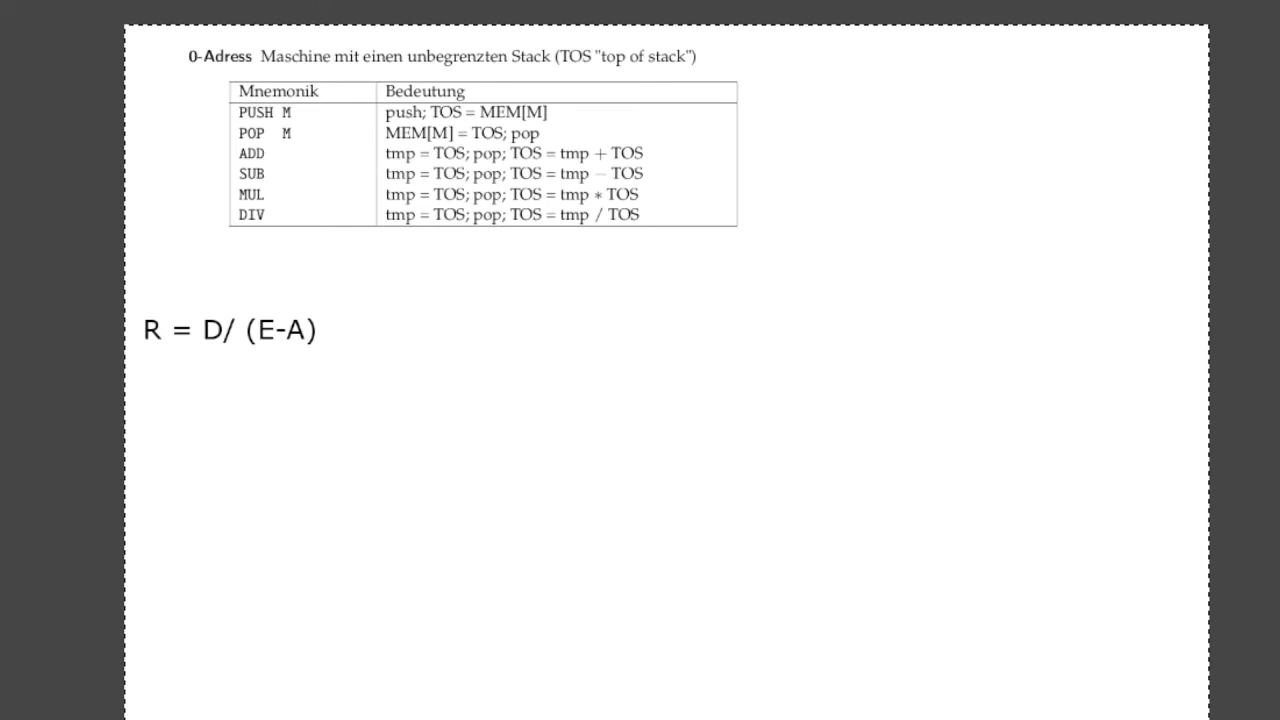 0-Adress Maschine mit einen unbegrenzten Stack (TOS "top of stack")
Mnemonik Bedeutung
PUSH M push; TOS = MEM[M]
POP M MEM[M] = TOS; pop
ADD tmp = TOS; pop; TOS = tmp + TOS
SUB tmp = TOS; pop; TOS = tmp − TOS
MUL tmp = TOS; pop; TOS = tmp ∗ TOS
DIV tmp = TOS; pop; TOS = tmp / TOS
R = D/ (E-A)